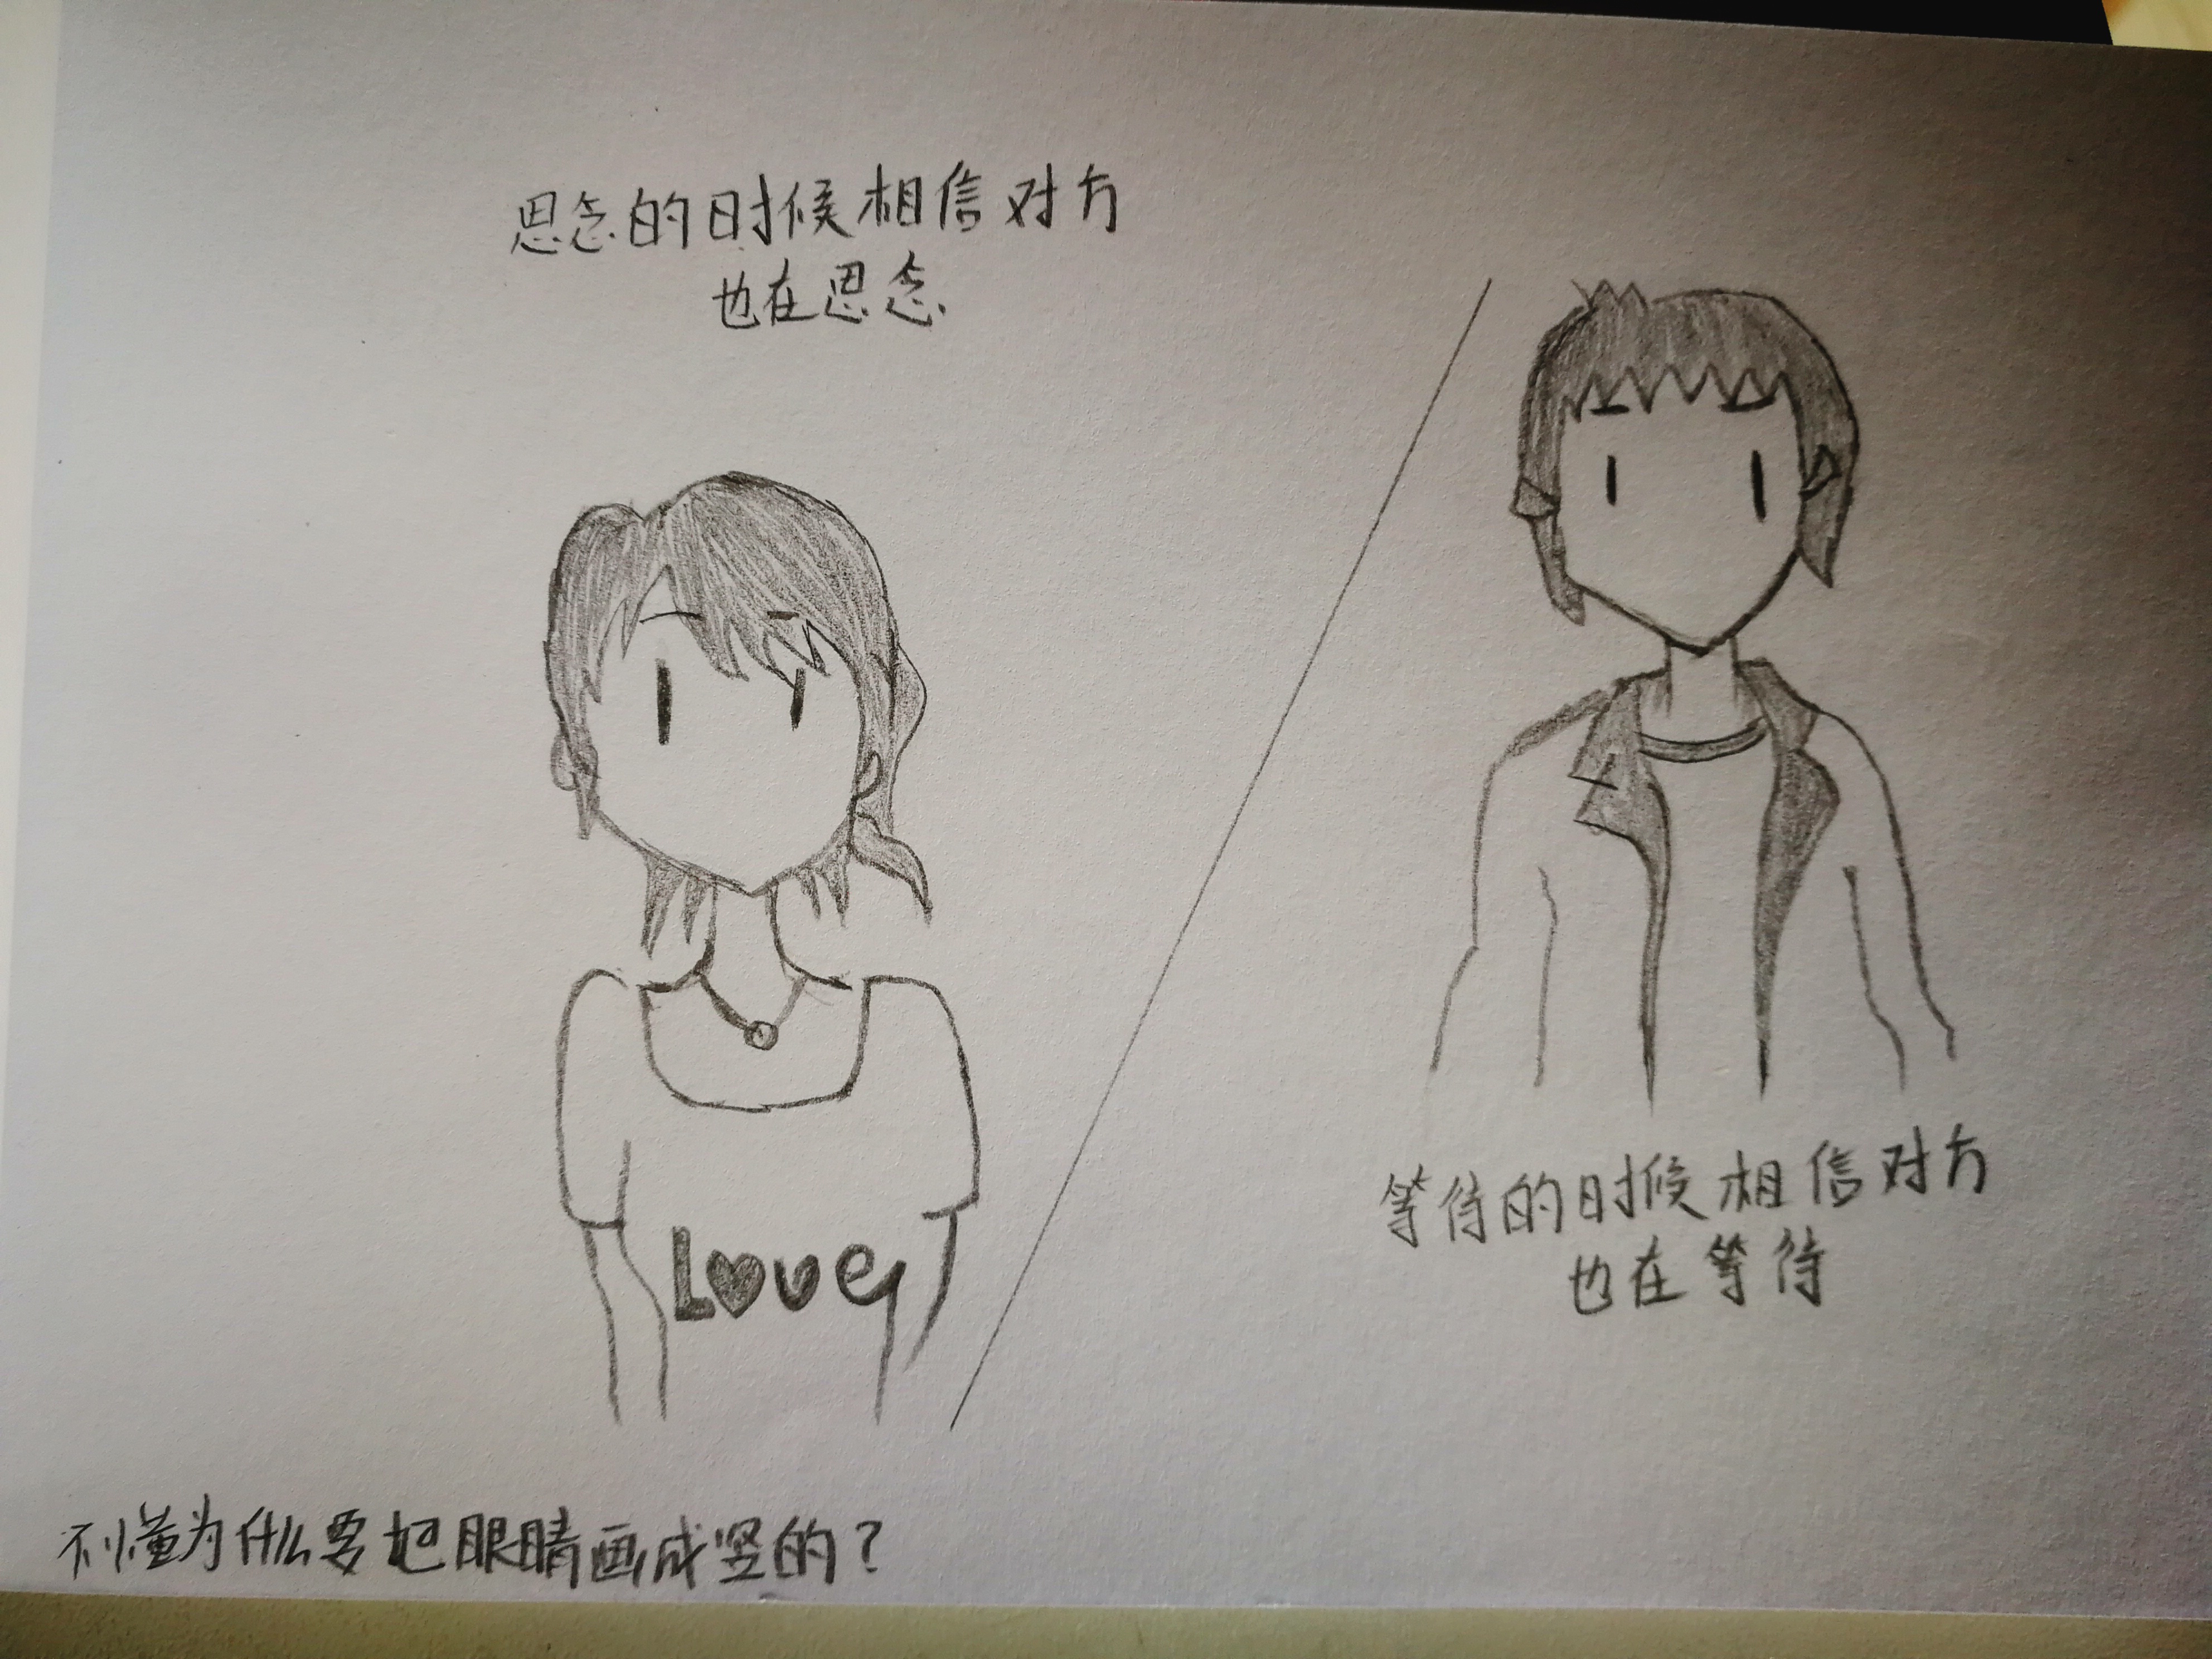 思念的时候相信对方
也在思念
Love
等待的时候相信对方
也在等待
不懂为什么要把眼睛画成竖的?